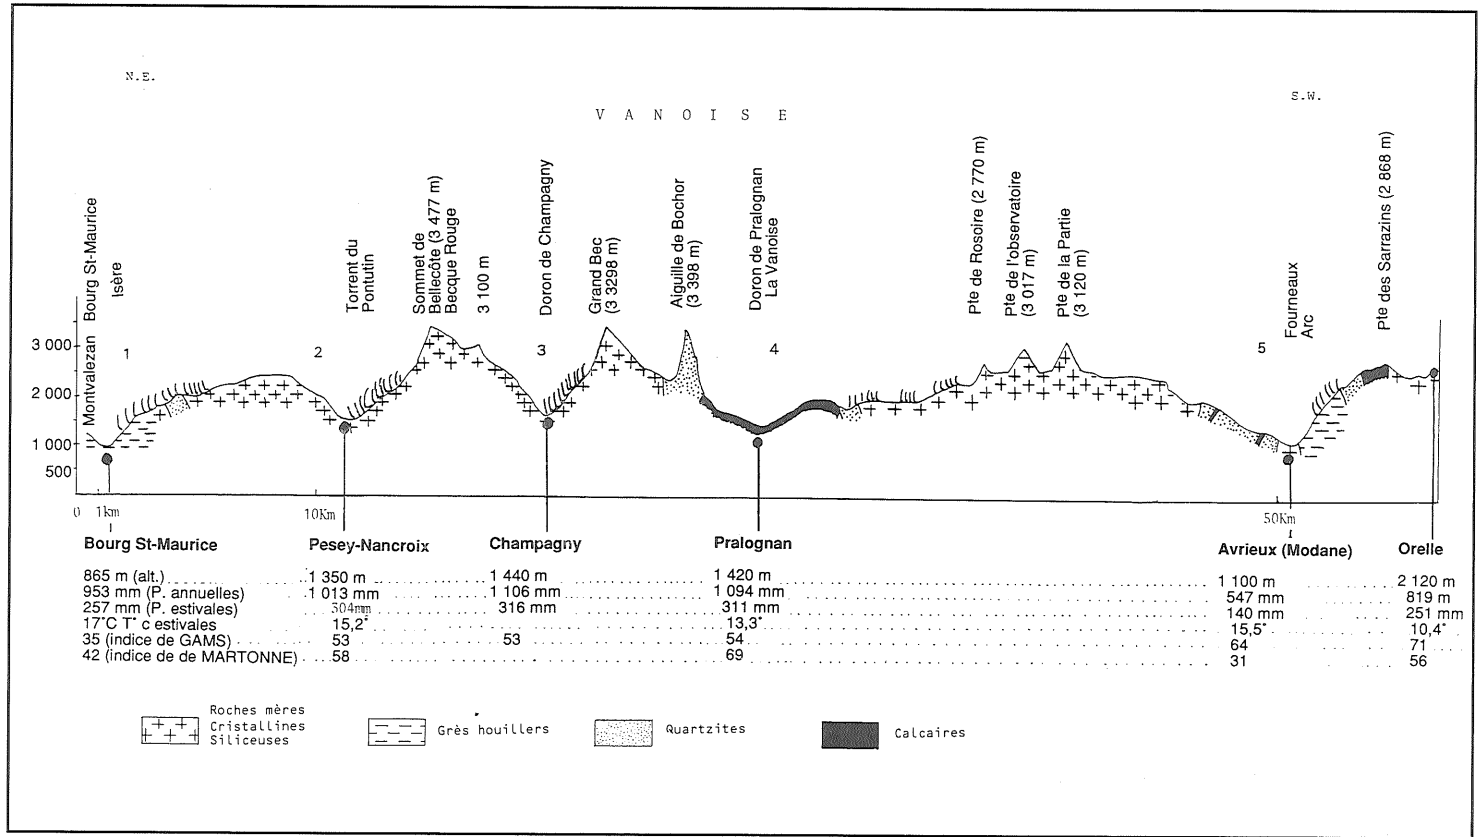 N.E.
S.W.
V A N O I S E
Bourg St-Maurice
Montvalezan
Isère
Torrent du
Pontutin
Sommet de
Bellecôte (3 477 m)
Becque Rouge
3 100 m
Doron de Champagny
Grand Bec
(3 3298 m)
Aiguille de Bochor
(3 398 m)
Doron de Pralognan
La Vanoise
Pte de Rosoire (2 770 m)
Pte de l'observatoire
(3 017 m)
Pte de la Partie
(3 120 m)
Fourneaux
Arc
Pte des Sarrazins (2 868 m)
1
2
3
4
5
3 000
2 000
1 000
500
0 1km 10Km 50Km
Bourg St-Maurice Pesey-Nancroix Champagny Pralognan Avrieux (Modane) Orelle
865 m (alt.) 1 350 m 1 440 m 1 420 m 1 100 m 2 120 m
953 mm (P. annuelles) 1 013 mm 1 106 mm 1 094 mm 547 mm 819 m
257 mm (P. estivales) 304mm 316 mm 311 mm 140 mm 251 mm
17°C T° c estivales 15,2° 13,3° 15,5° 10,4°
35 (indice de GAMS) 53 53 54 64 71
42 (indice de de MARTONNE) 58 69 31 56
Roches mères
Cristallines
Siliceuses
Grès houillers
Quartzites
Calcaires